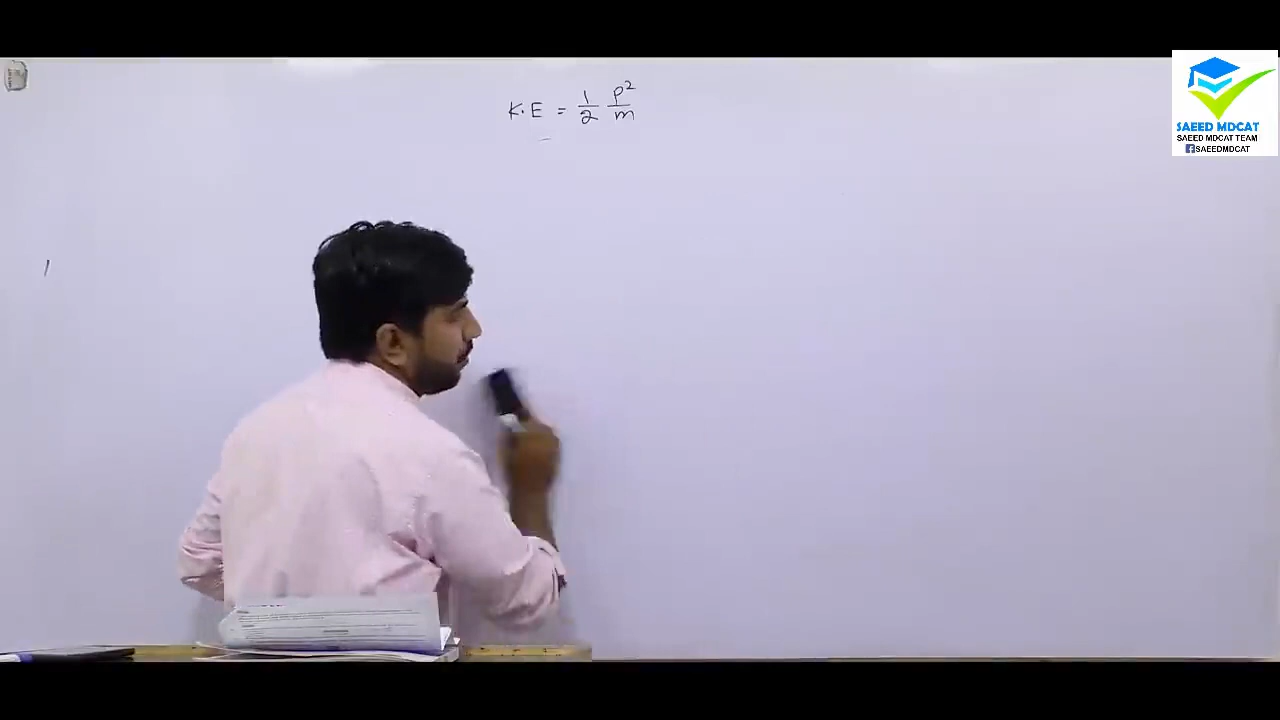 K.E = 1/2 P²/m
SAEED MDCAT
SAEED MDCAT TEAM
SAEEDMDCAT